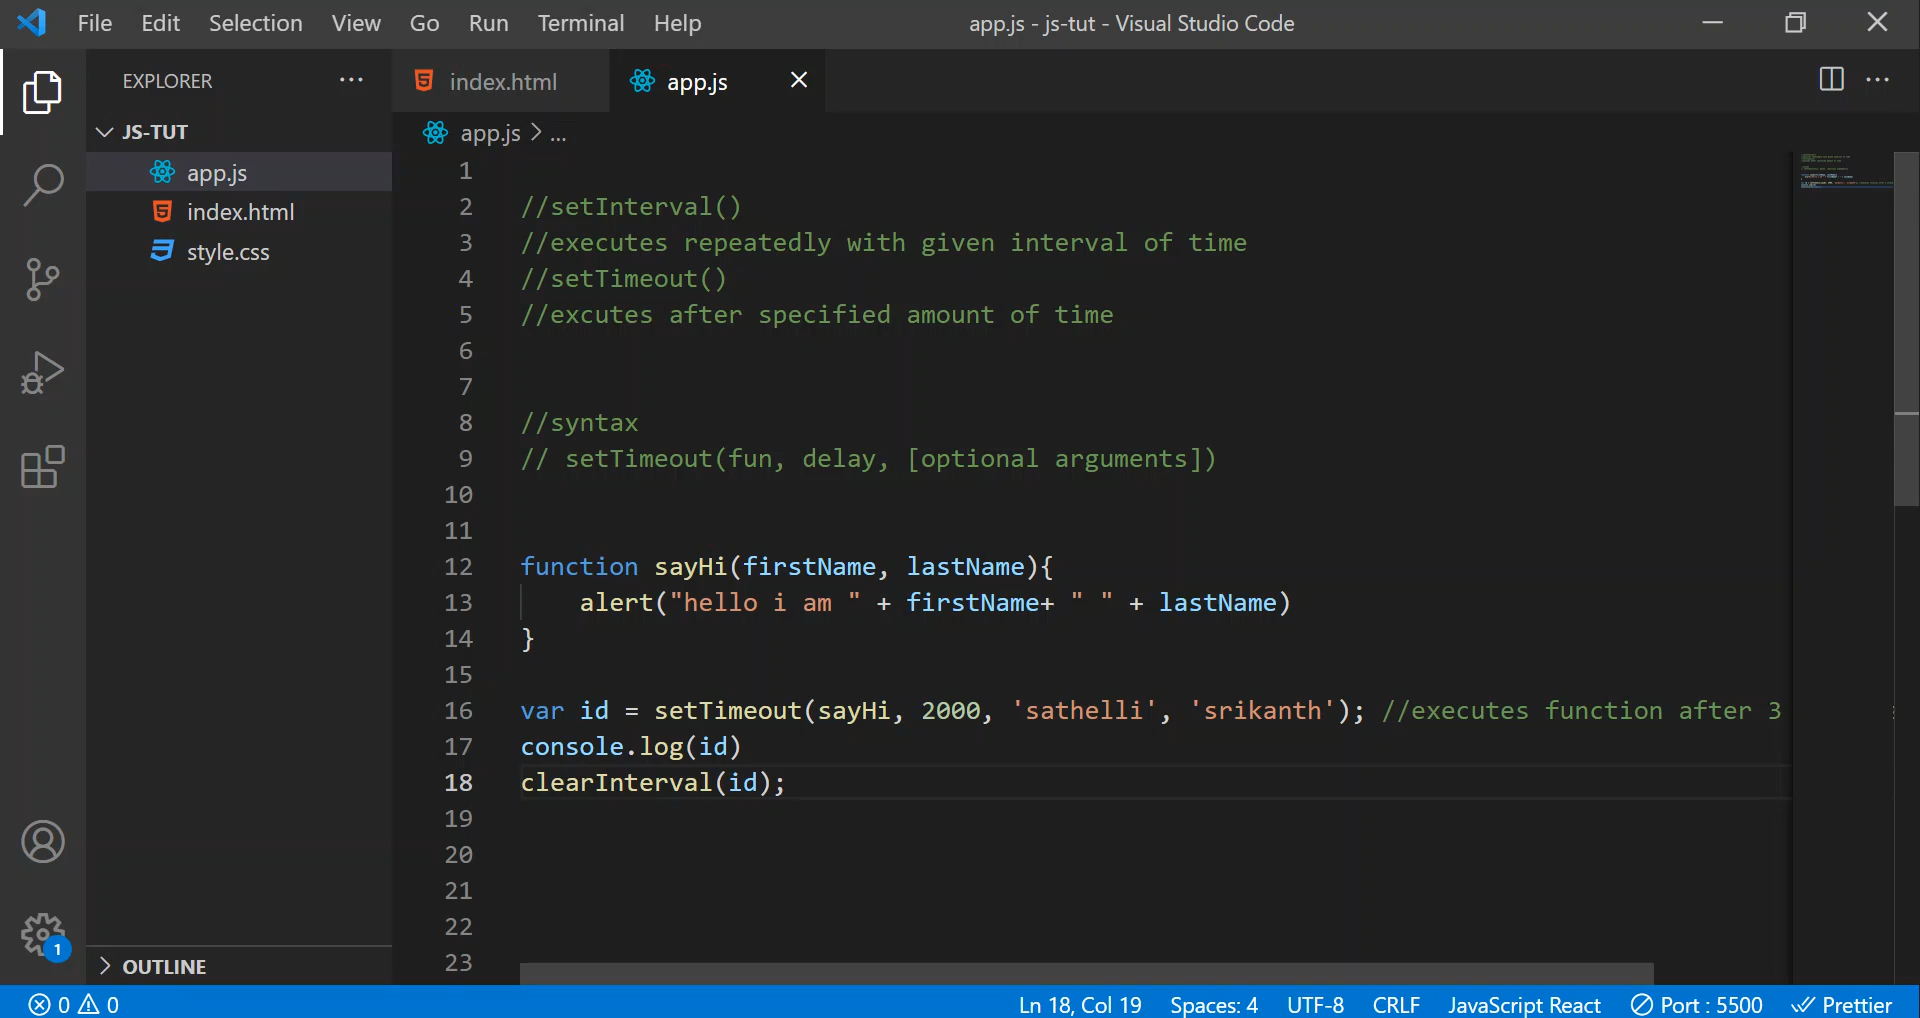 File Edit Selection View Go Run Terminal Help app.js - js-tut - Visual Studio Code
EXPLORER
index.html
app.js
JS-TUT
app.js
index.html
style.css
OUTLINE
app.js > ...
1
2 //setInterval()
3 //executes repeatedly with given interval of time
4 //setTimeout()
5 //excutes after specified amount of time
6
7
8 //syntax
9 // setTimeout(fun, delay, [optional arguments])
10
11
12 function sayHi(firstName, lastName){
13 alert("hello i am " + firstName+ " " + lastName)
14 }
15
16 var id = setTimeout(sayHi, 2000, 'sathelli', 'srikanth'); //executes function after 3
17 console.log(id)
18 clearInterval(id);
19
20
21
22
23
1
0 0 Ln 18, Col 19 Spaces: 4 UTF-8 CRLF JavaScript React Port : 5500 Prettier